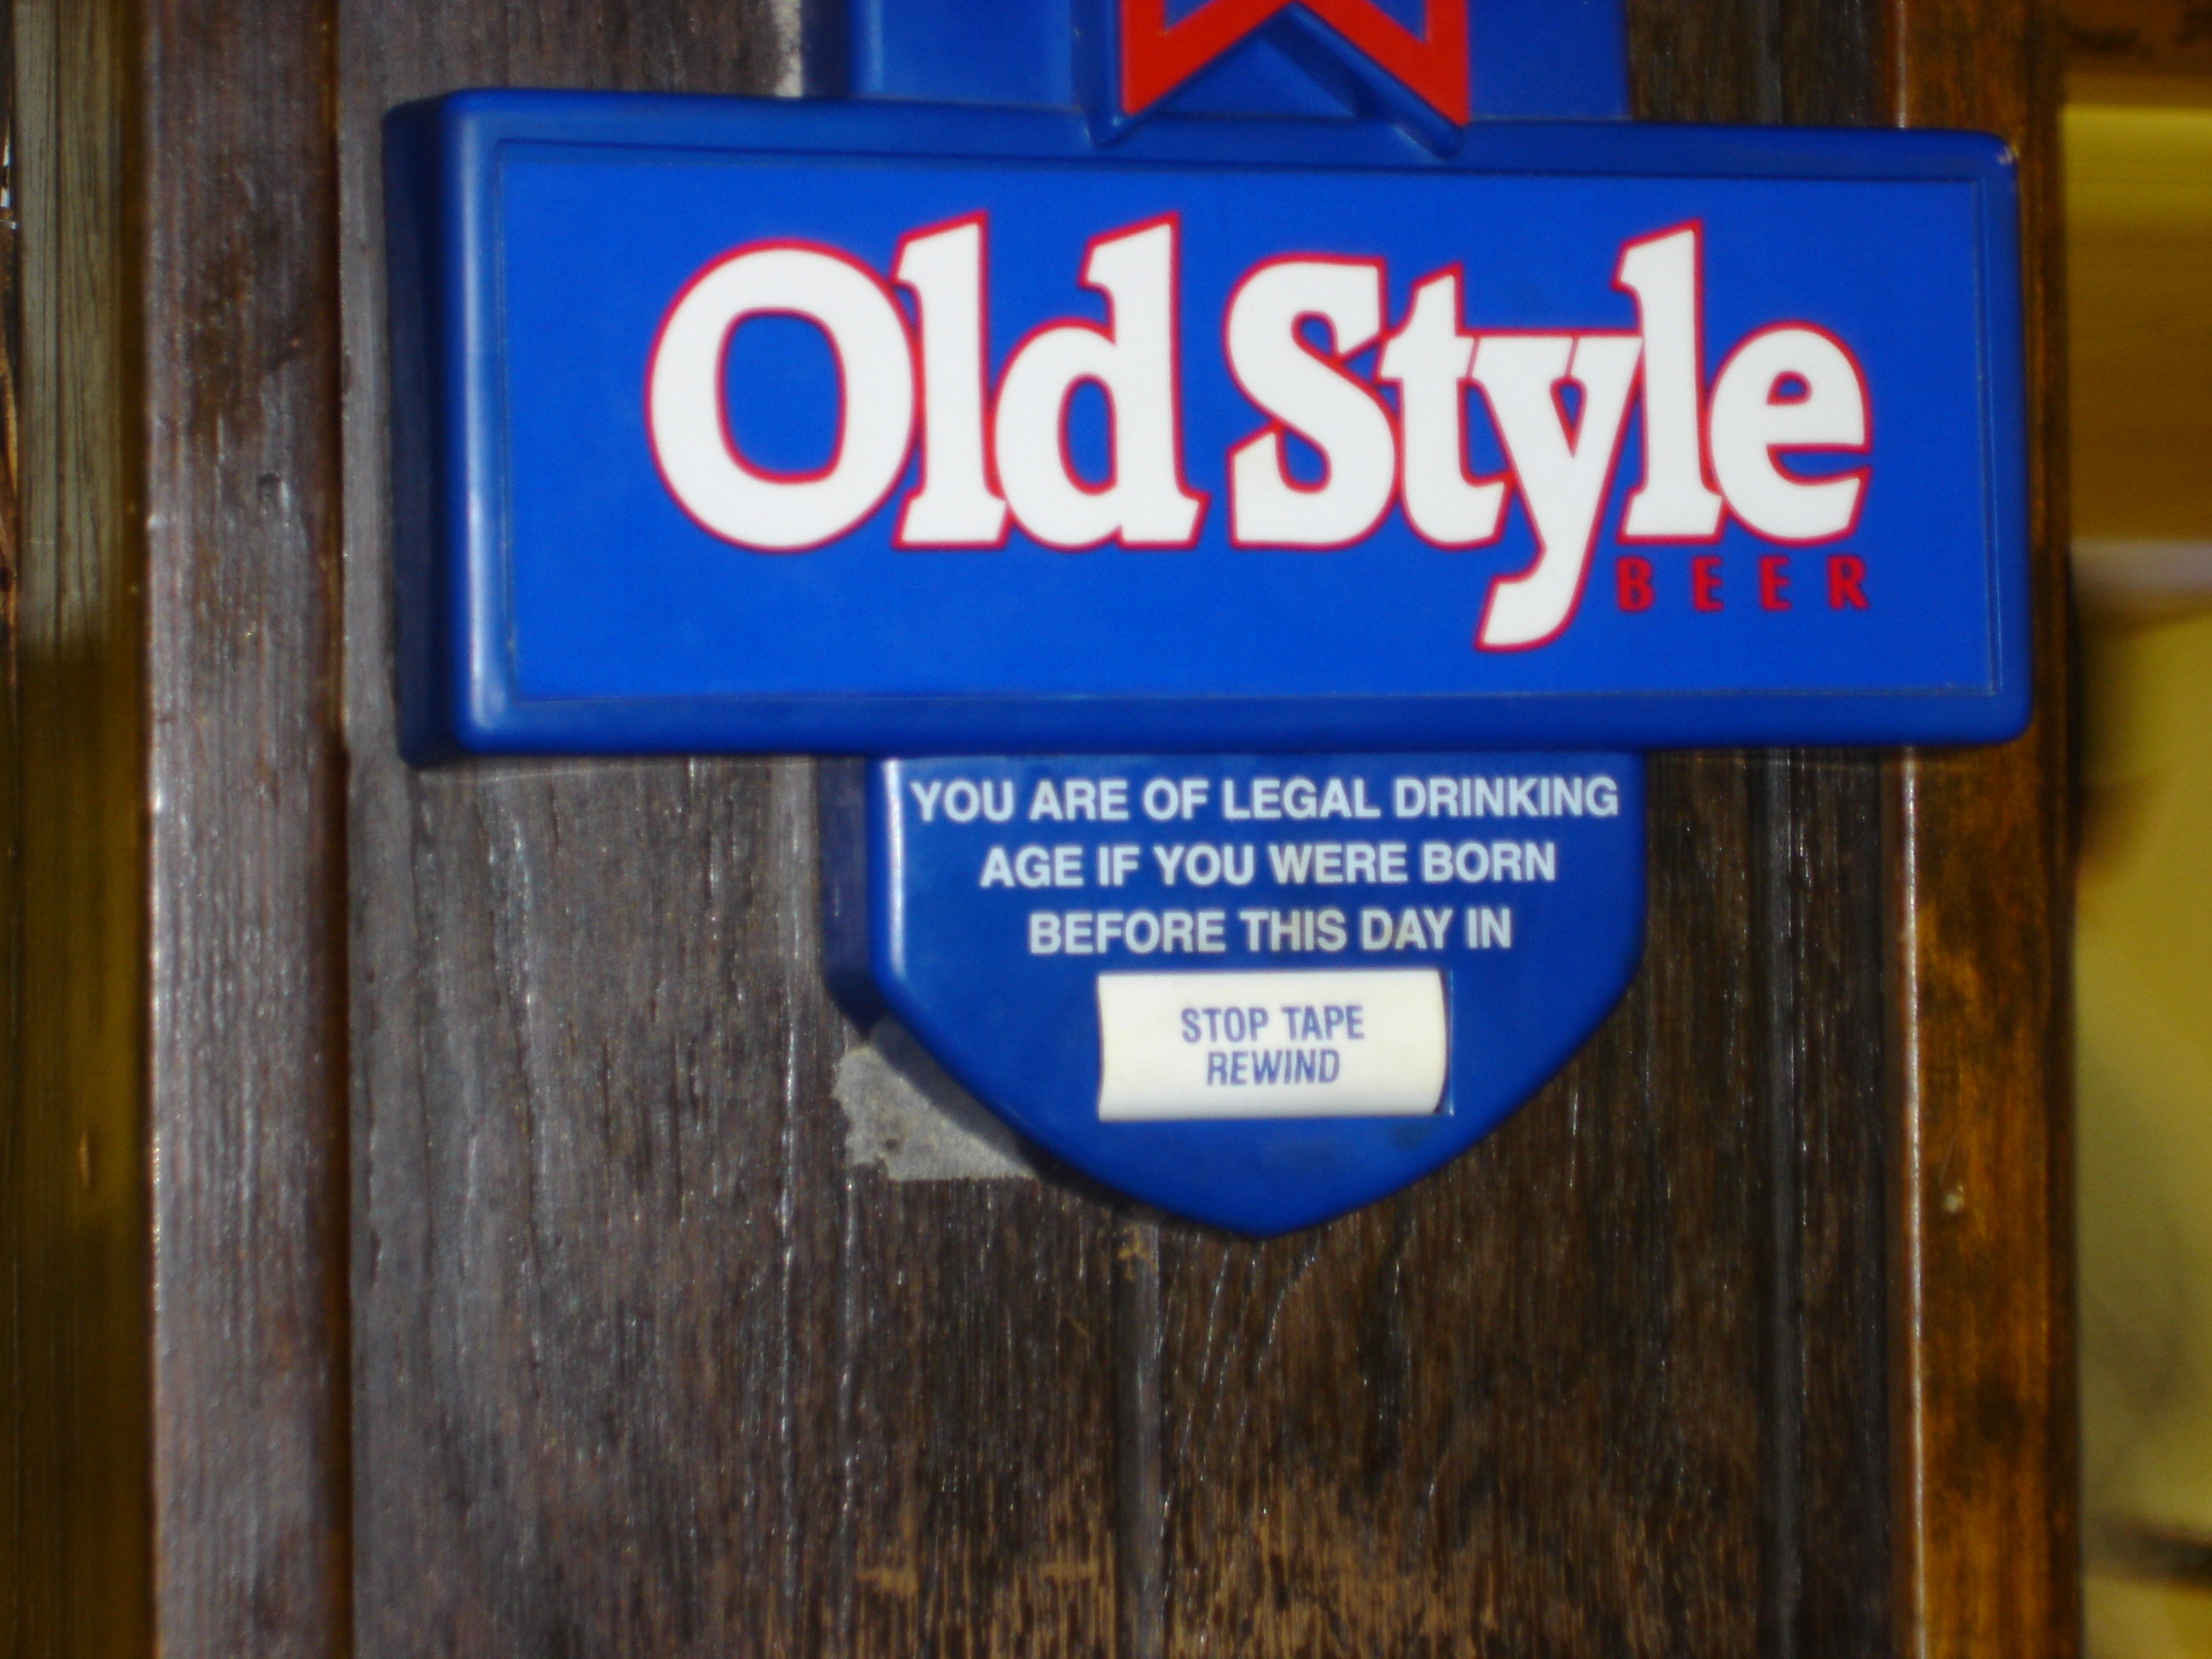 Old Style
BEER
YOU ARE OF LEGAL DRINKING
AGE IF YOU WERE BORN
BEFORE THIS DAY IN
STOP TAPE
REWIND